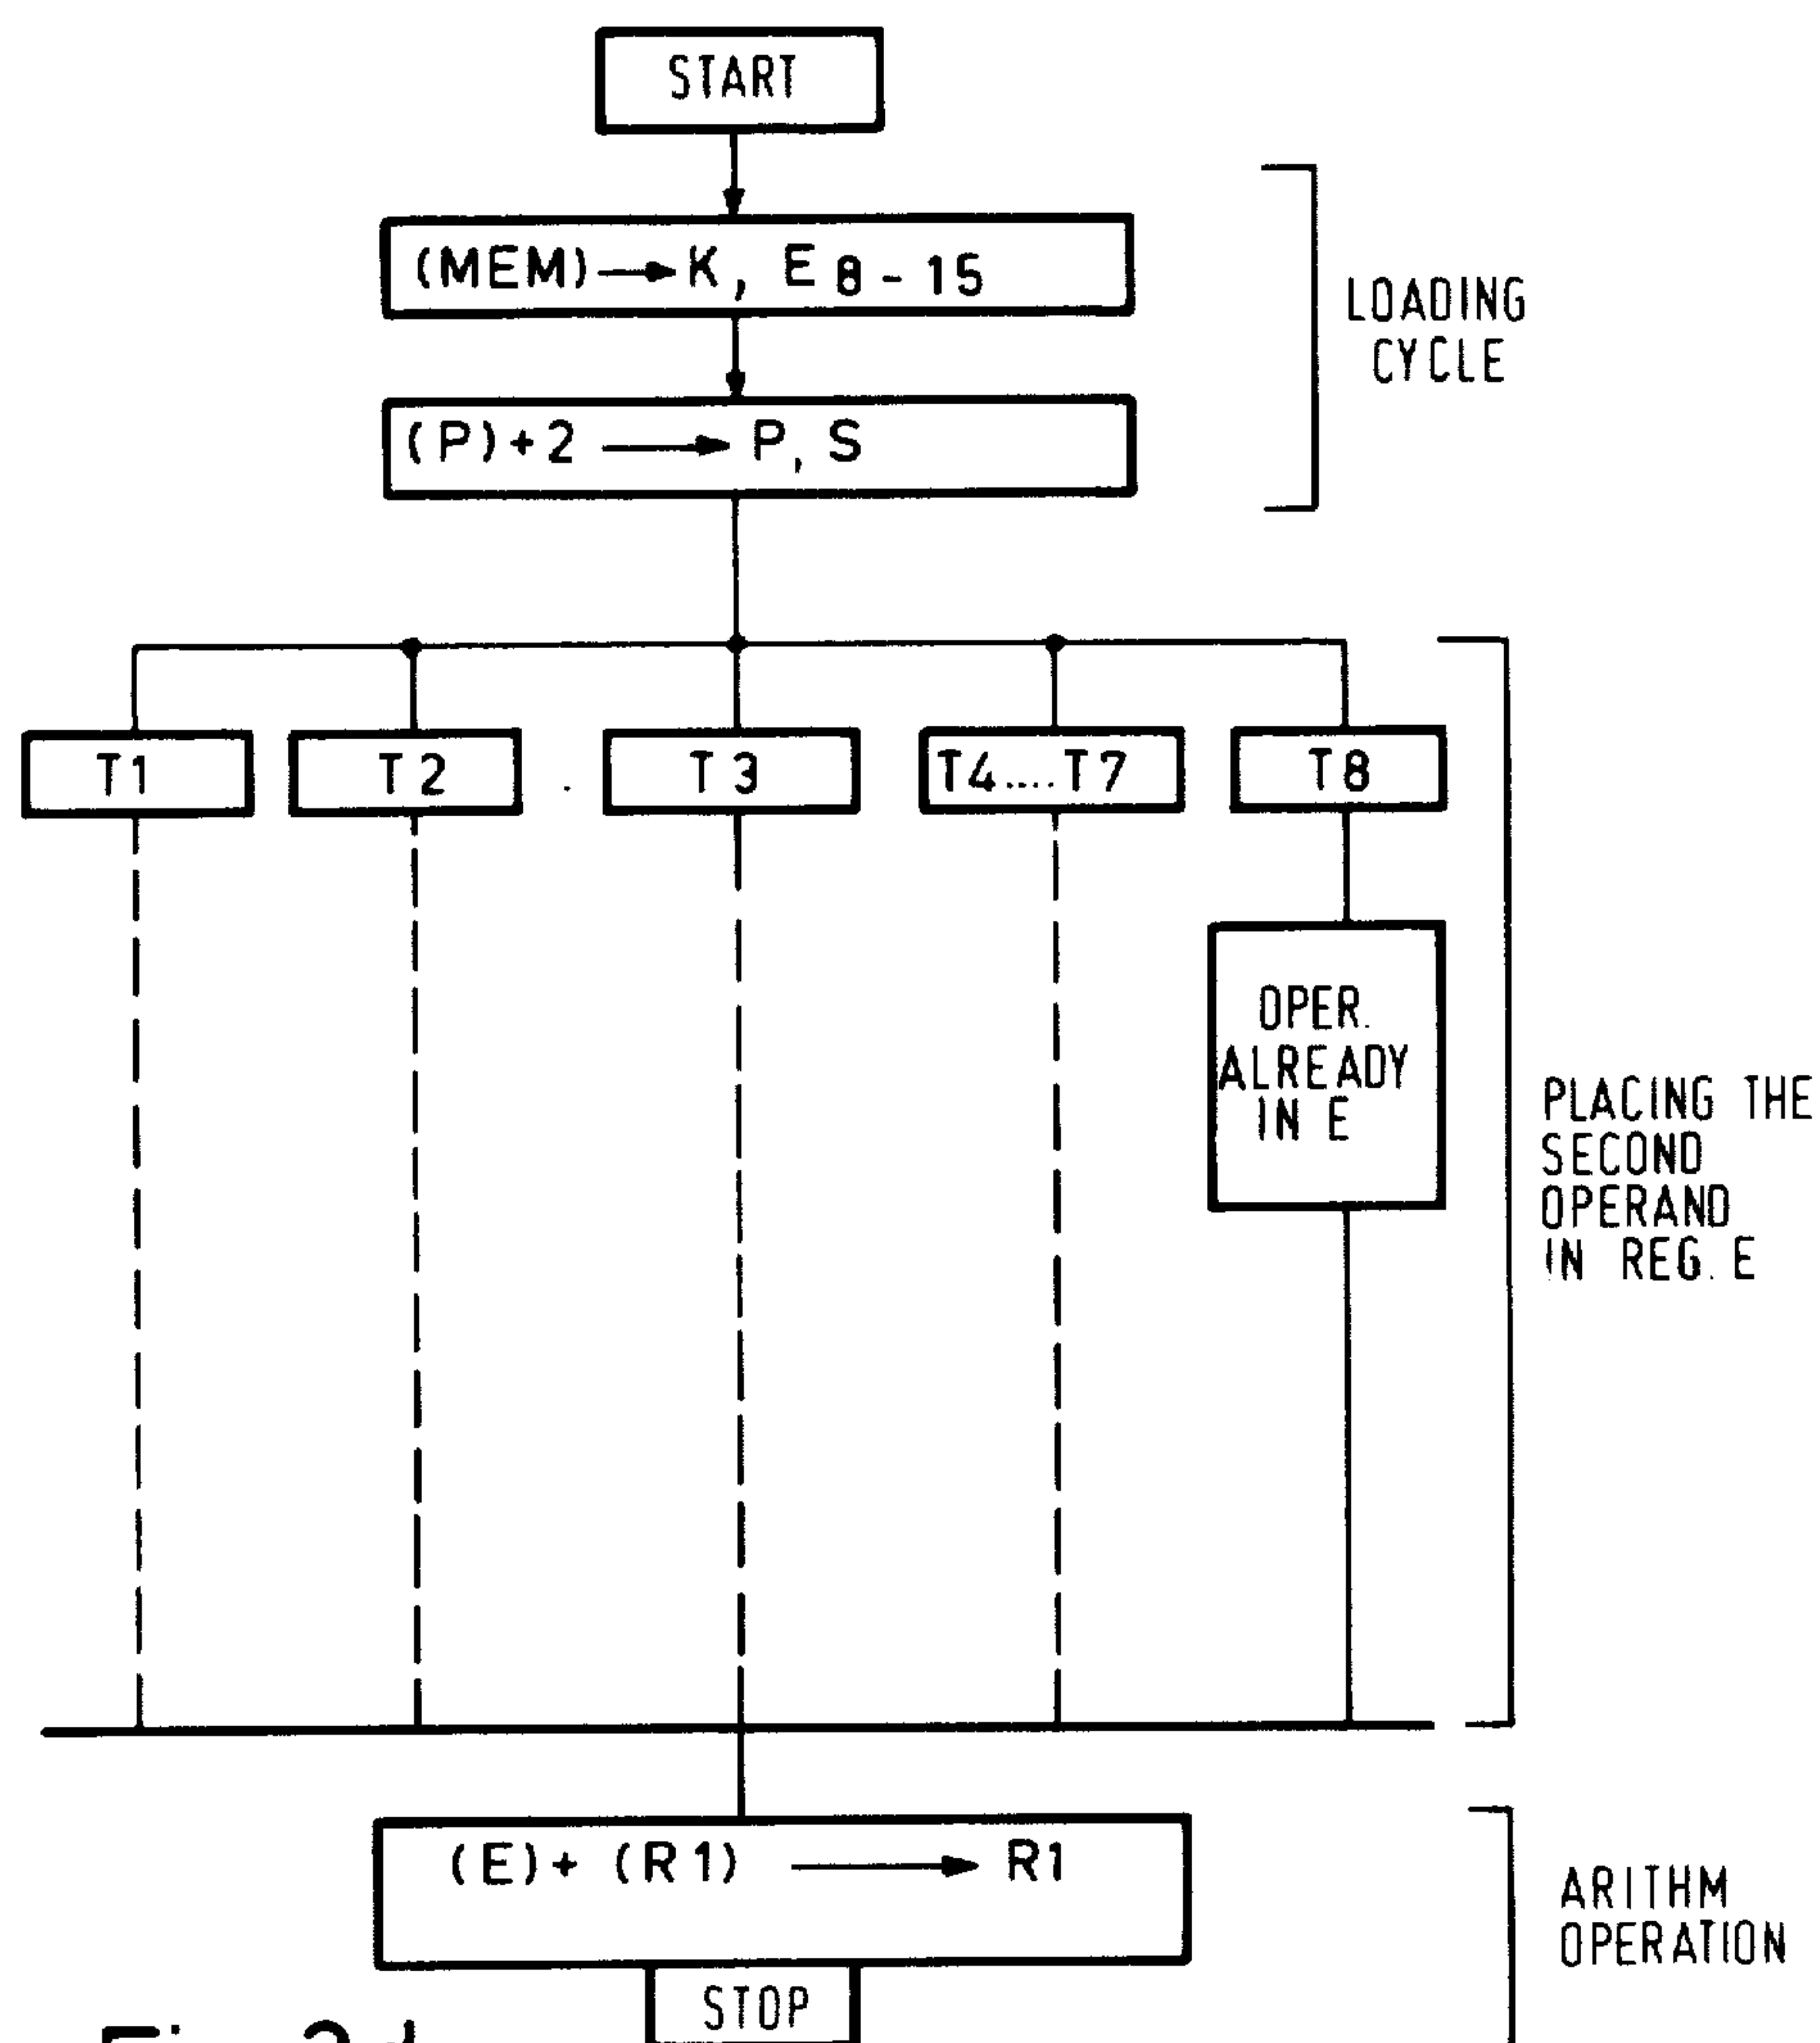 START
(MEM)→K, E 8-15
LOADING
CYCLE
(P)+2 → P, S
T1
T2
T3
T4....T7
T8
OPER.
ALREADY
IN E
PLACING THE
SECOND
OPERAND
IN REG. E
(E)+ (R1) → R1
ARITHM
OPERATION
STOP